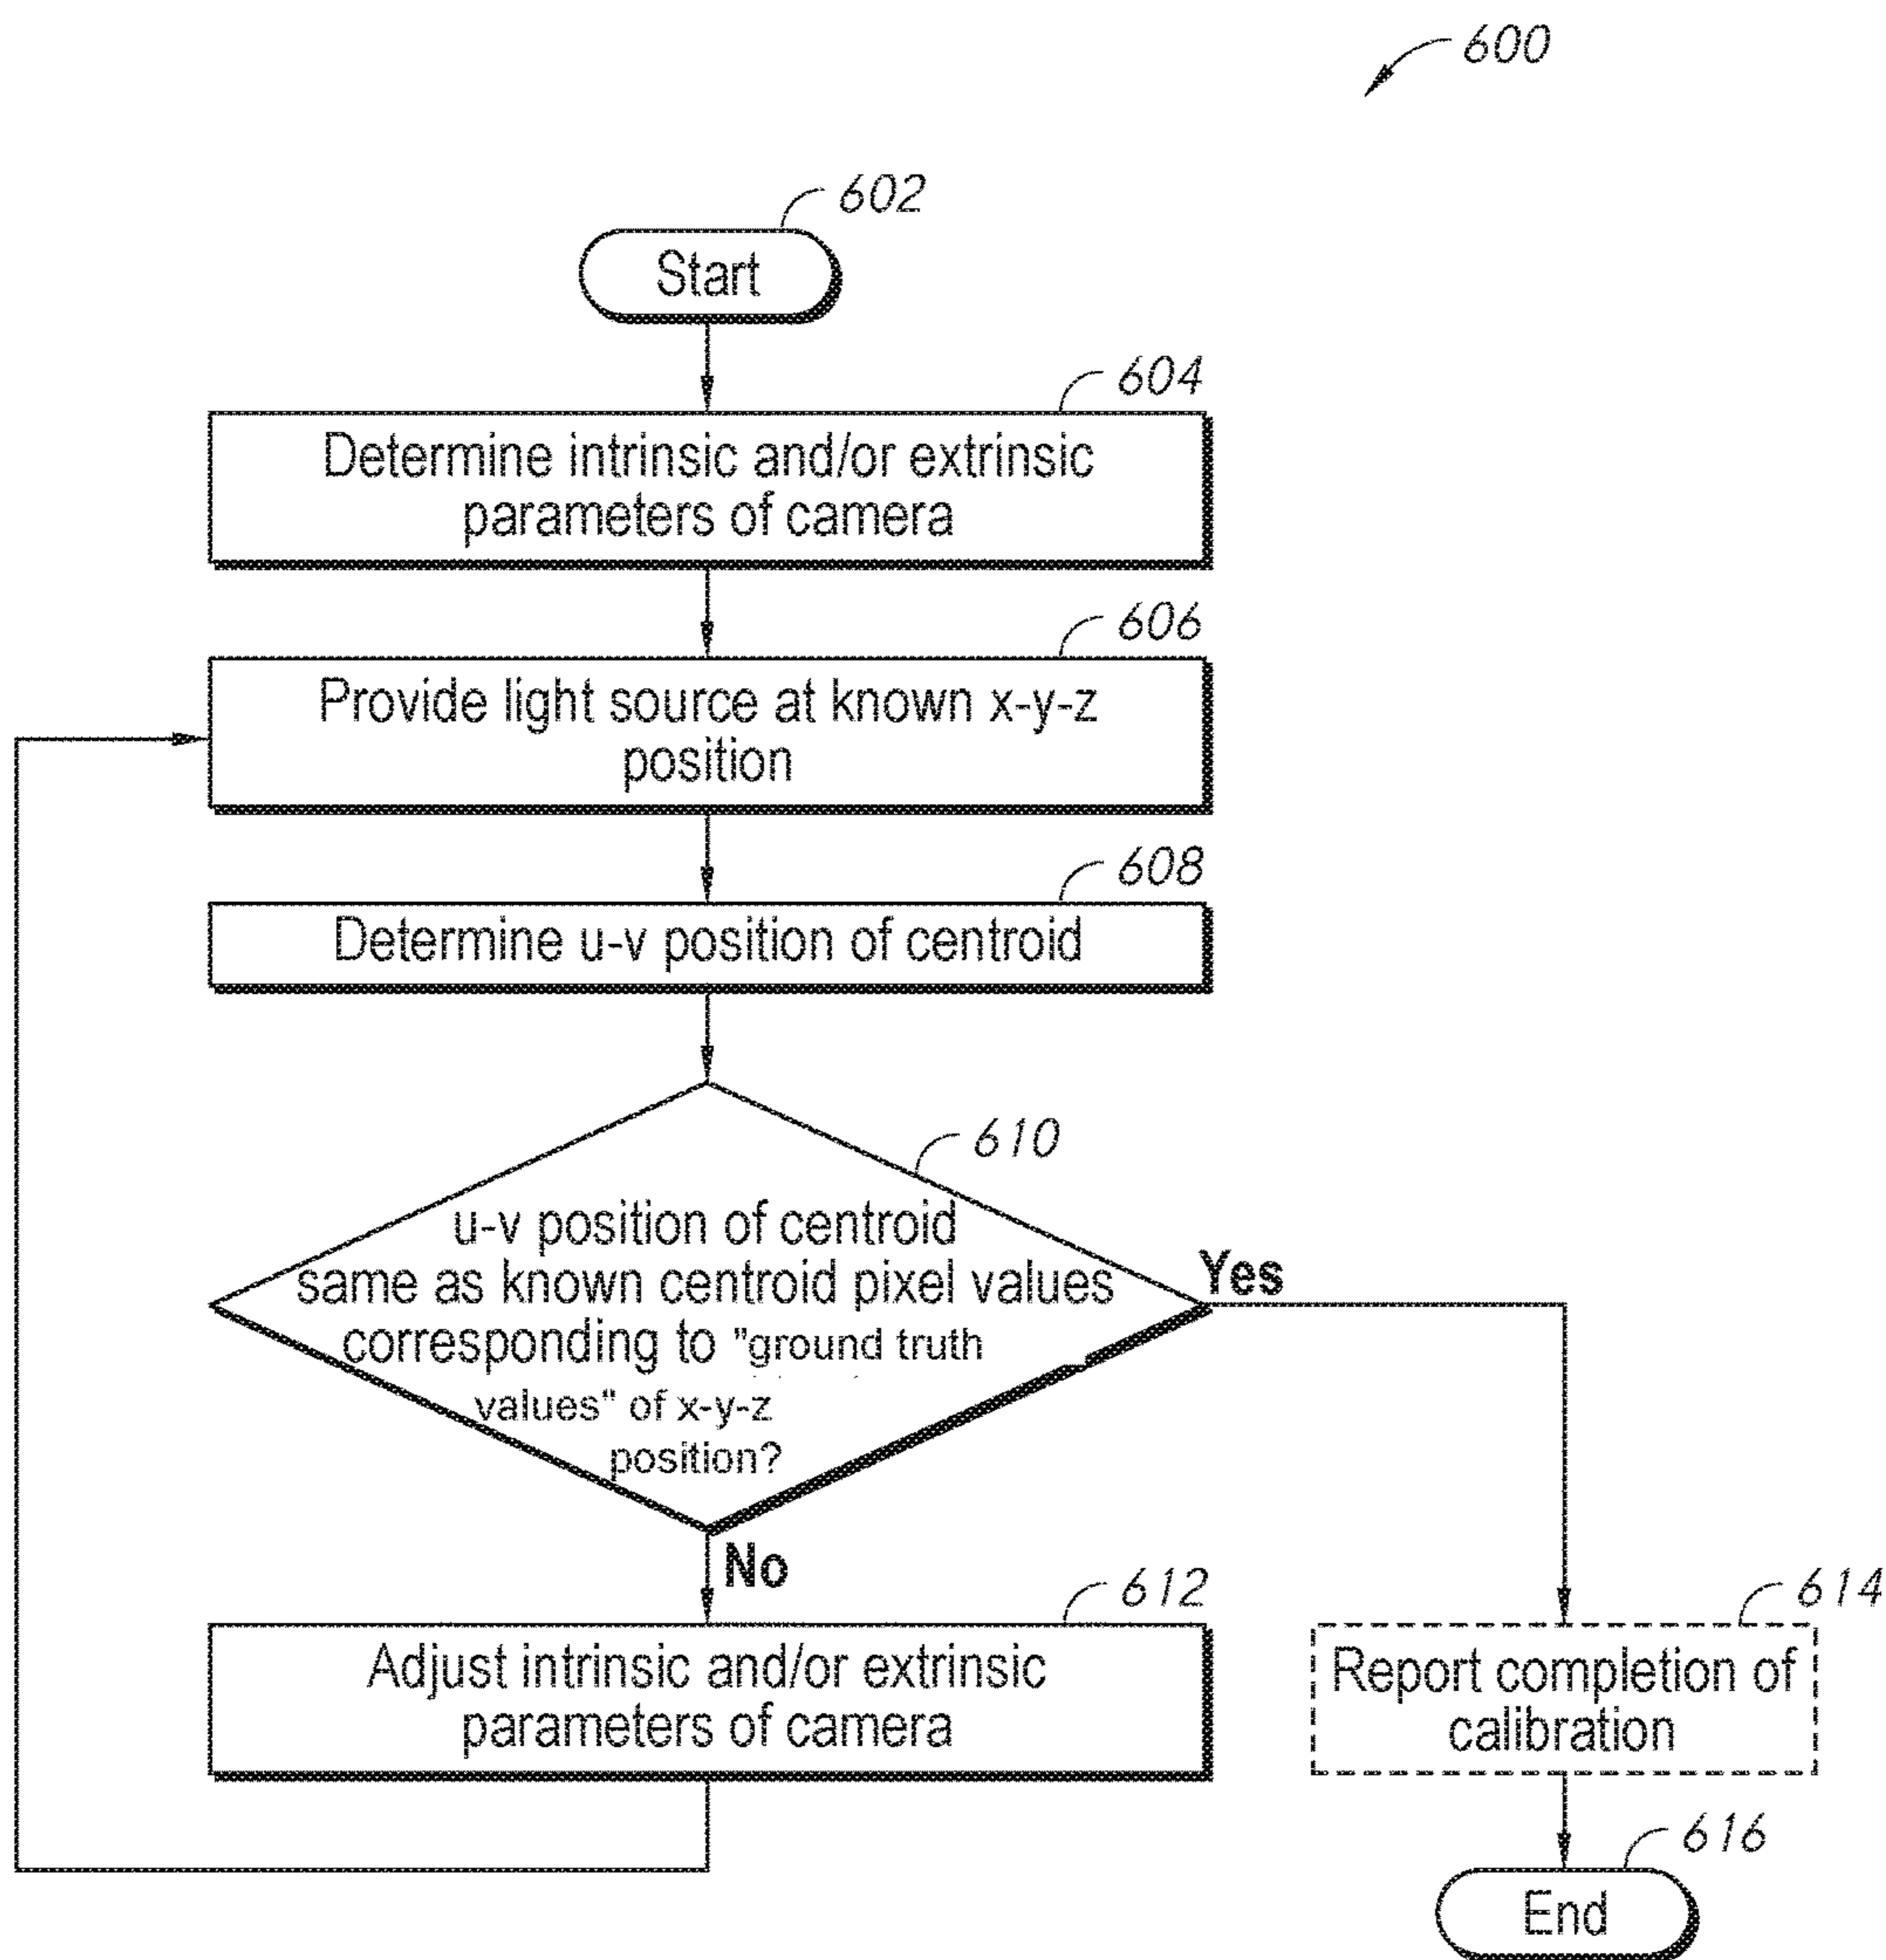 600
602
Start
604
Determine intrinsic and/or extrinsic
parameters of camera
606
Provide light source at known x-y-z
position
608
Determine u-v position of centroid
610
u-v position of centroid
same as known centroid pixel values
corresponding to "ground truth
values" of x-y-z
position?
Yes
No
612
Adjust intrinsic and/or extrinsic
parameters of camera
614
Report completion of
calibration
616
End